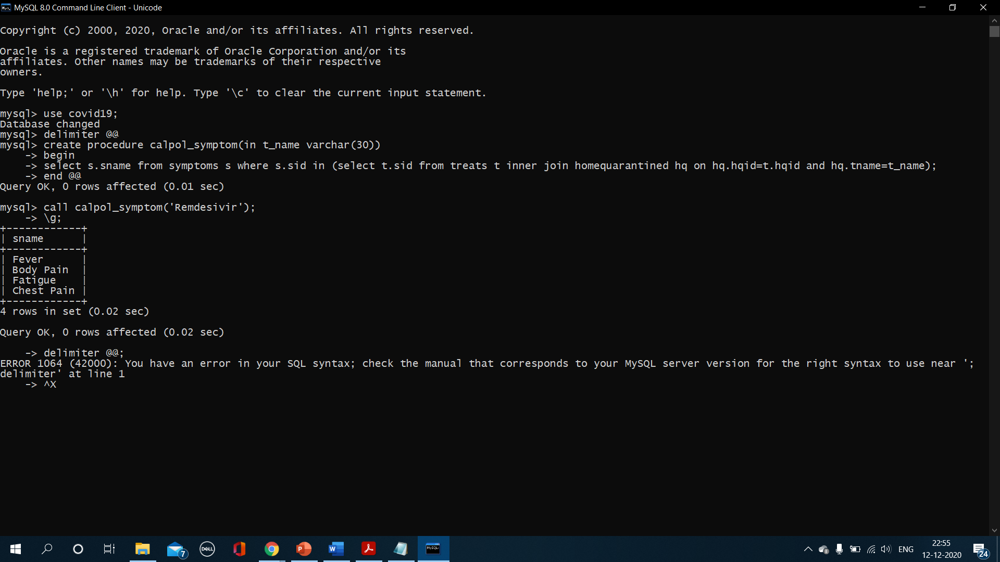 MySQL 8.0 Command Line Client - Unicode
Copyright (c) 2000, 2020, Oracle and/or its affiliates. All rights reserved.
Oracle is a registered trademark of Oracle Corporation and/or its
affiliates. Other names may be trademarks of their respective
owners.
Type 'help;' or '\h' for help. Type '\c' to clear the current input statement.
mysql> use covid19;
Database changed
mysql> delimiter @@
mysql> create procedure calpol_symptom(in t_name varchar(30))
    -> begin
    -> select s.sname from symptoms s where s.sid in (select t.sid from treats t inner join homequarantined hq on hq.hqid=t.hqid and hq.tname=t_name);
    -> end @@
Query OK, 0 rows affected (0.01 sec)
mysql> call calpol_symptom('Remdesivir');
    -> \g;
+------------+
| sname      |
+------------+
| Fever      |
| Body Pain  |
| Fatigue    |
| Chest Pain |
+------------+
4 rows in set (0.02 sec)
Query OK, 0 rows affected (0.02 sec)
    -> delimiter @@;
ERROR 1064 (42000): You have an error in your SQL syntax; check the manual that corresponds to your MySQL server version for the right syntax to use near ';
delimiter' at line 1
    -> ^X
7
DELL
P
W
MySQL
ENG
22:55
12-12-2020
24